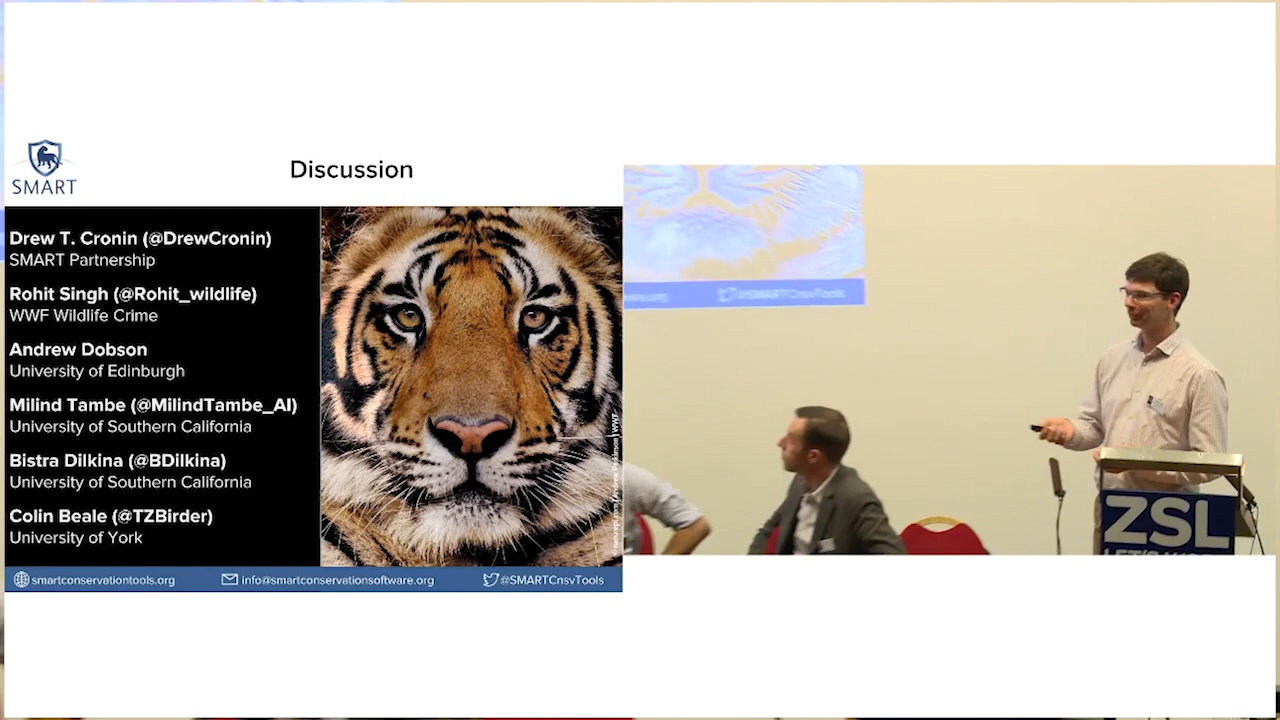 SMART
Discussion
Drew T. Cronin (@DrewCronin)
SMART Partnership
Rohit Singh (@Rohit_wildlife)
WWF Wildlife Crime
Andrew Dobson
University of Edinburgh
Milind Tambe (@MilindTambe_AI)
University of Southern California
Bistra Dilkina (@BDilkina)
University of Southern California
Colin Beale (@TZBirder)
University of York
smartconservationtools.org
info@smartconservationsoftware.org
@SMARTCnsvTools
@SMARTCnsvTools
ZSL